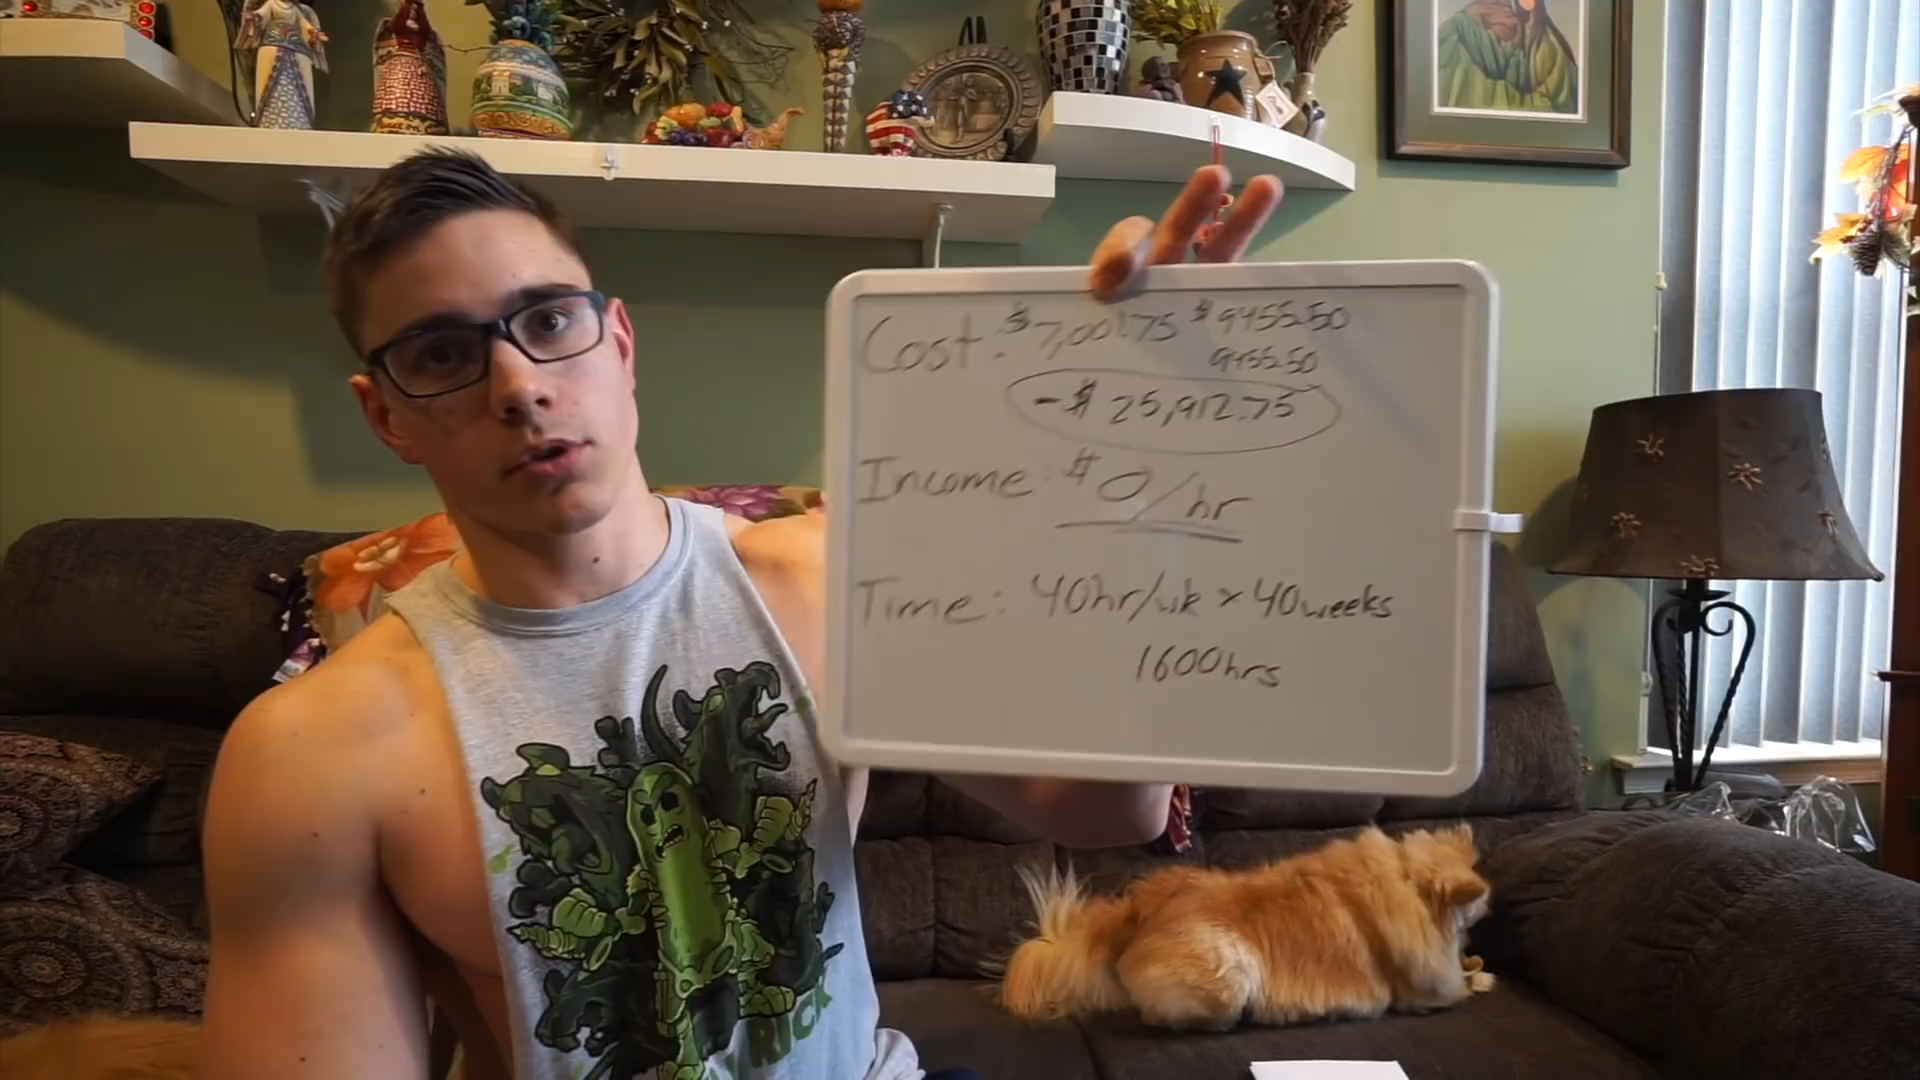 Cost: $7,001.75 $9455.50
9455.50
-$25,912.75
Income: $0/hr
Time: 40hr/wk × 40weeks
1600hrs
RICK